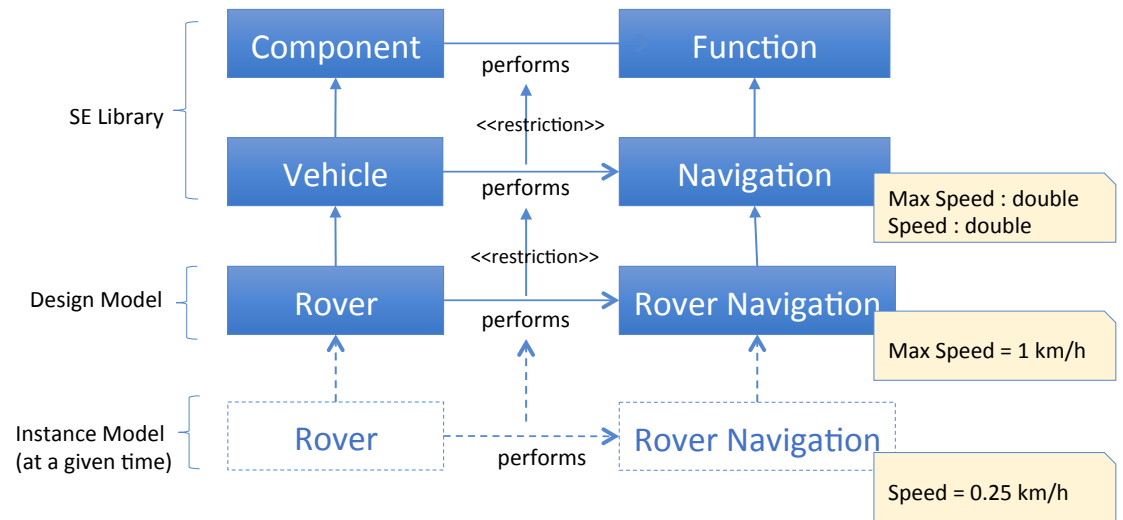 Component
Function
performs
SE Library
<<restriction>>
Vehicle
Navigation
performs
Max Speed : double
Speed : double
<<restriction>>
Design Model
Rover
Rover Navigation
performs
Max Speed = 1 km/h
Instance Model
(at a given time)
Rover
Rover Navigation
performs
Speed = 0.25 km/h